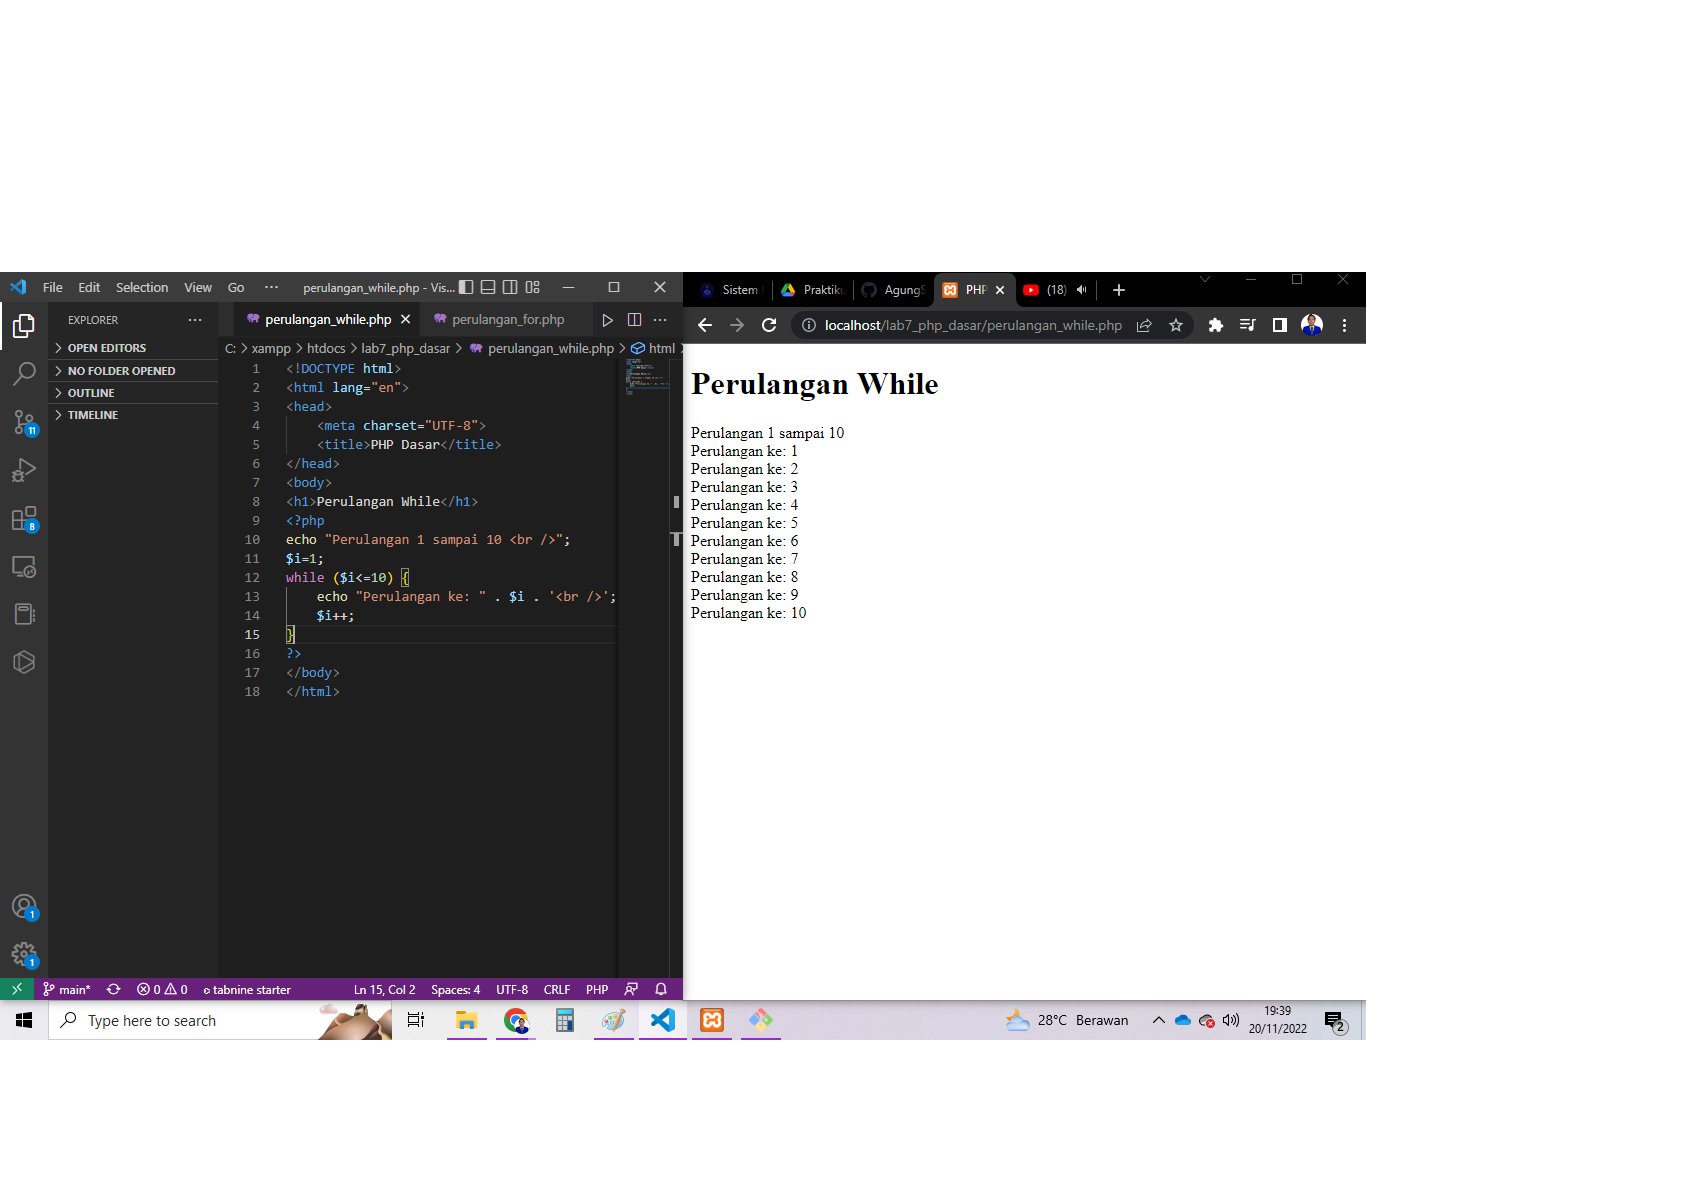 File Edit Selection View Go ··· perulangan_while.php - Vis...
EXPLORER ···
OPEN EDITORS
NO FOLDER OPENED
OUTLINE
TIMELINE
11
8
1
1
perulangan_while.php perulangan_for.php ···
C: > xampp > htdocs > lab7_php_dasar > perulangan_while.php > html
1 <!DOCTYPE html>
2 <html lang="en">
3 <head>
4 <meta charset="UTF-8">
5 <title>PHP Dasar</title>
6 </head>
7 <body>
8 <h1>Perulangan While</h1>
9 <?php
10 echo "Perulangan 1 sampai 10 <br />";
11 $i=1;
12 while ($i<=10) {
13 echo "Perulangan ke: " . $i . '<br />';
14 $i++;
15 }
16 ?>
17 </body>
18 </html>
main* 0 0 tabnine starter Ln 15, Col 2 Spaces: 4 UTF-8 CRLF PHP
Sistem Praktiku AgungS PHP (18)
localhost/lab7_php_dasar/perulangan_while.php
Perulangan While
Perulangan 1 sampai 10
Perulangan ke: 1
Perulangan ke: 2
Perulangan ke: 3
Perulangan ke: 4
Perulangan ke: 5
Perulangan ke: 6
Perulangan ke: 7
Perulangan ke: 8
Perulangan ke: 9
Perulangan ke: 10
Type here to search
28°C Berawan
19:39
20/11/2022
2